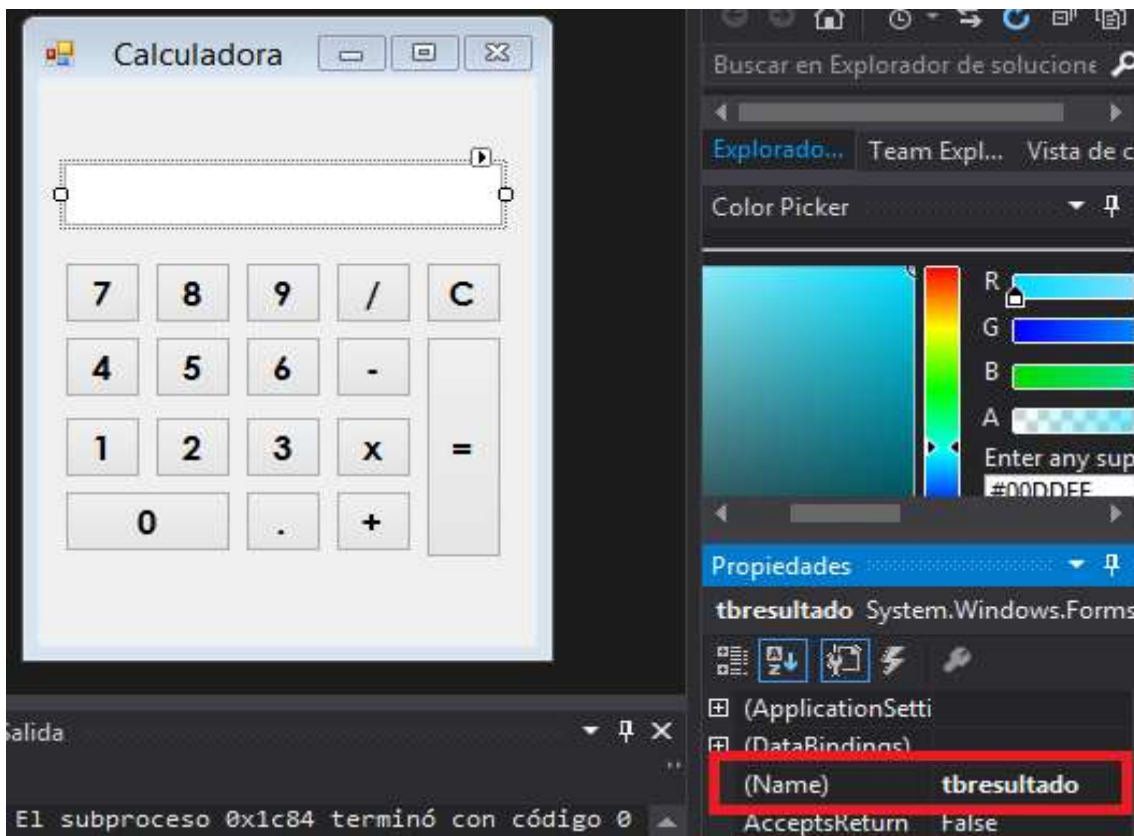 Calculadora
7 8 9 / C
4 5 6 -
1 2 3 x =
0 . +
Salida
El subproceso 0x1c84 terminó con código 0
Buscar en Explorador de solucione
Explorado... Team Expl... Vista de c
Color Picker
R
G
B
A
Enter any sup
#00DDFF
Propiedades
tbresultado System.Windows.Forms
(ApplicationSetti
(DataBindings)
(Name) tbresultado
AcceptsReturn False